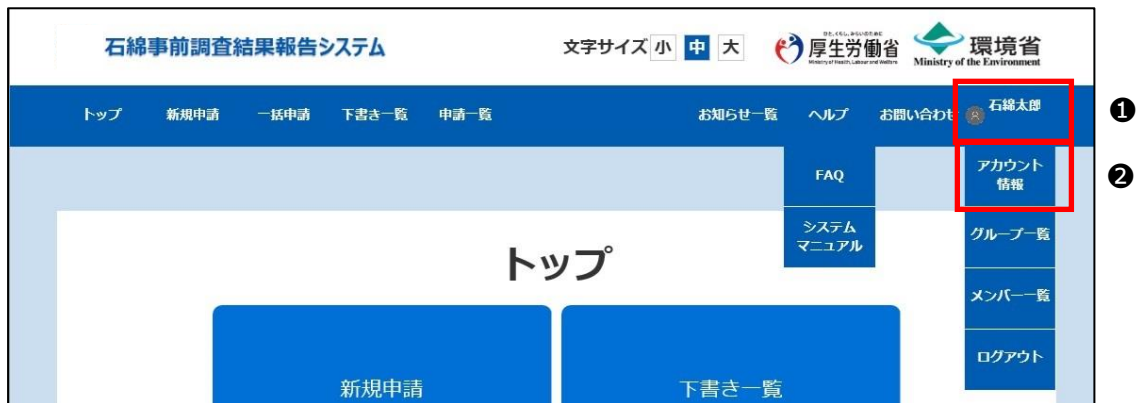 石綿事前調査結果報告システム
文字サイズ 小 中 大
厚生労働省
環境省
Ministry of the Environment
トップ 新規申請 一括申請 下書き一覧 申請一覧 お知らせ一覧 ヘルプ お問い合わせ 石綿太郎 ❶
FAQ
システム
マニュアル
アカウント
情報
❷
グループ一覧
メンバー一覧
ログアウト
トップ
新規申請 下書き一覧